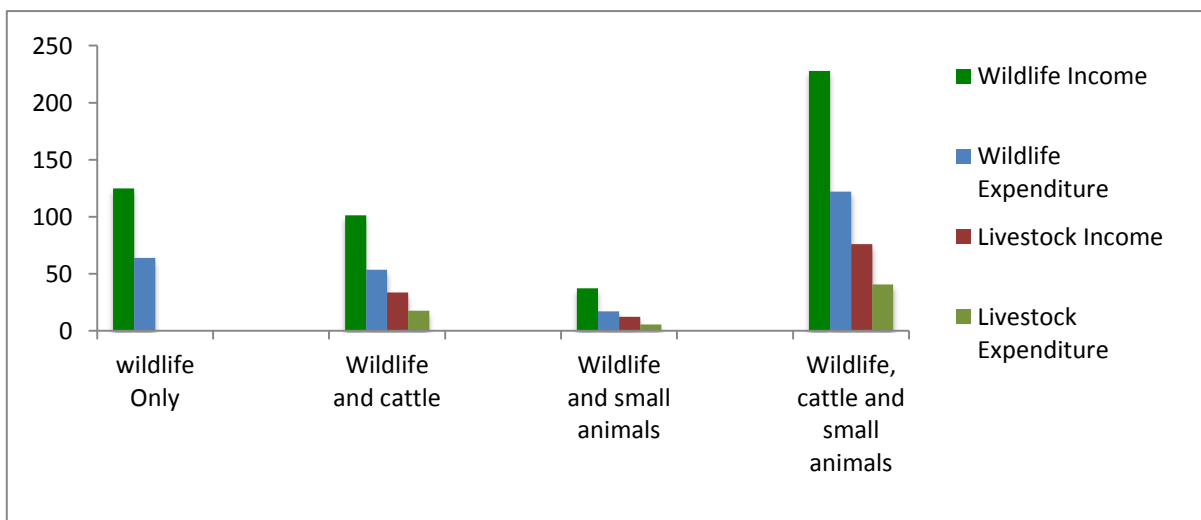 250
200
150
100
50
0
wildlife
Only
Wildlife
and cattle
Wildlife
and small
animals
Wildlife,
cattle and
small
animals
Wildlife Income
Wildlife
Expenditure
Livestock Income
Livestock
Expenditure